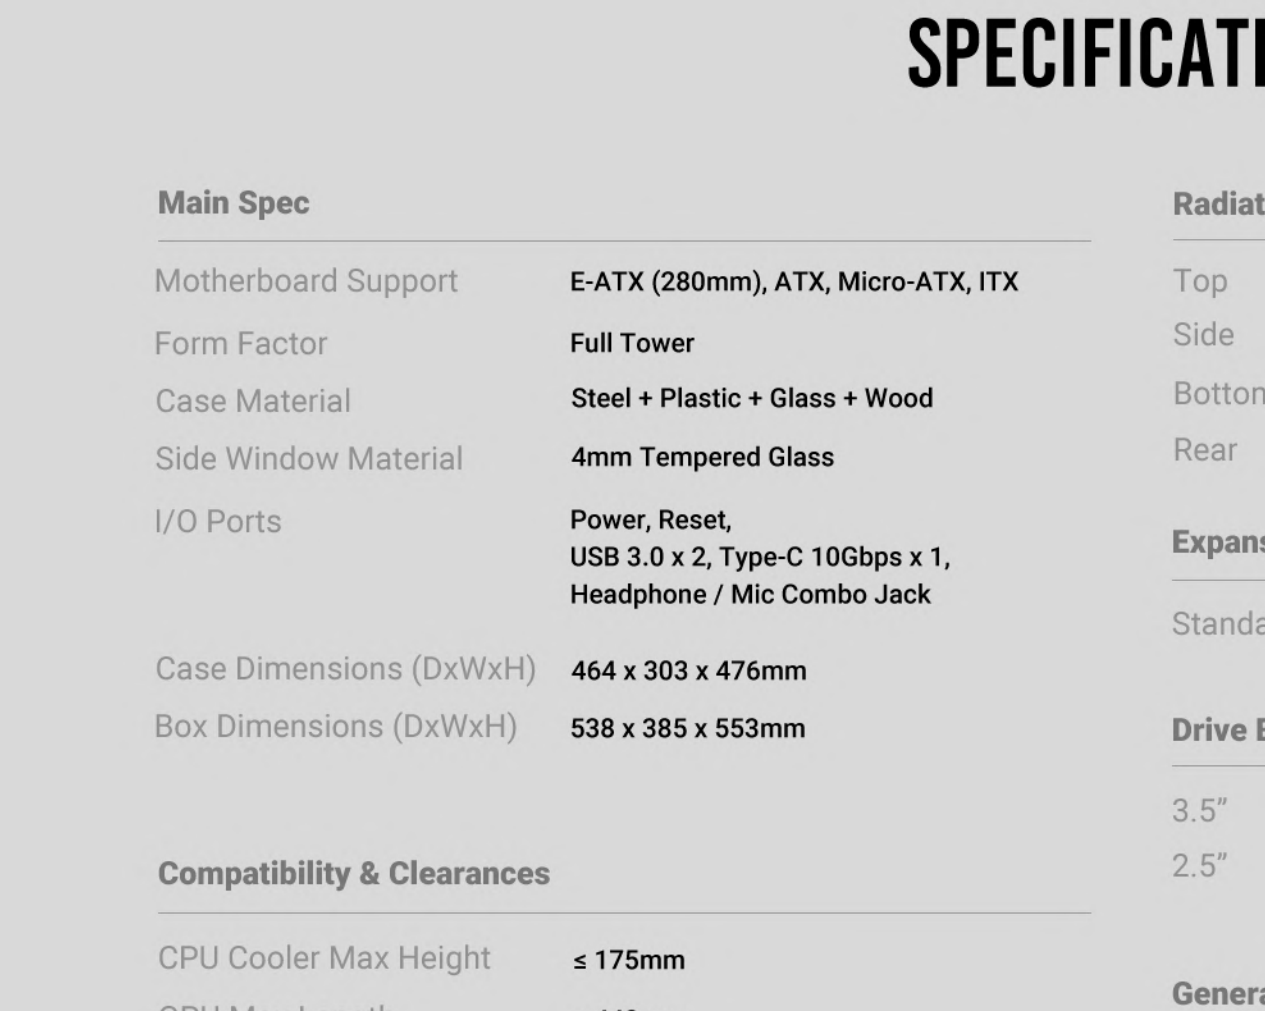 SPECIFICAT
Main Spec
Motherboard Support E-ATX (280mm), ATX, Micro-ATX, ITX
Form Factor Full Tower
Case Material Steel + Plastic + Glass + Wood
Side Window Material 4mm Tempered Glass
I/O Ports Power, Reset,
USB 3.0 x 2, Type-C 10Gbps x 1,
Headphone / Mic Combo Jack
Case Dimensions (DxWxH) 464 x 303 x 476mm
Box Dimensions (DxWxH) 538 x 385 x 553mm
Compatibility & Clearances
CPU Cooler Max Height ≤ 175mm
Radiat
Top
Side
Bottom
Rear
Expans
Standa
Drive
3.5”
2.5”
Genera